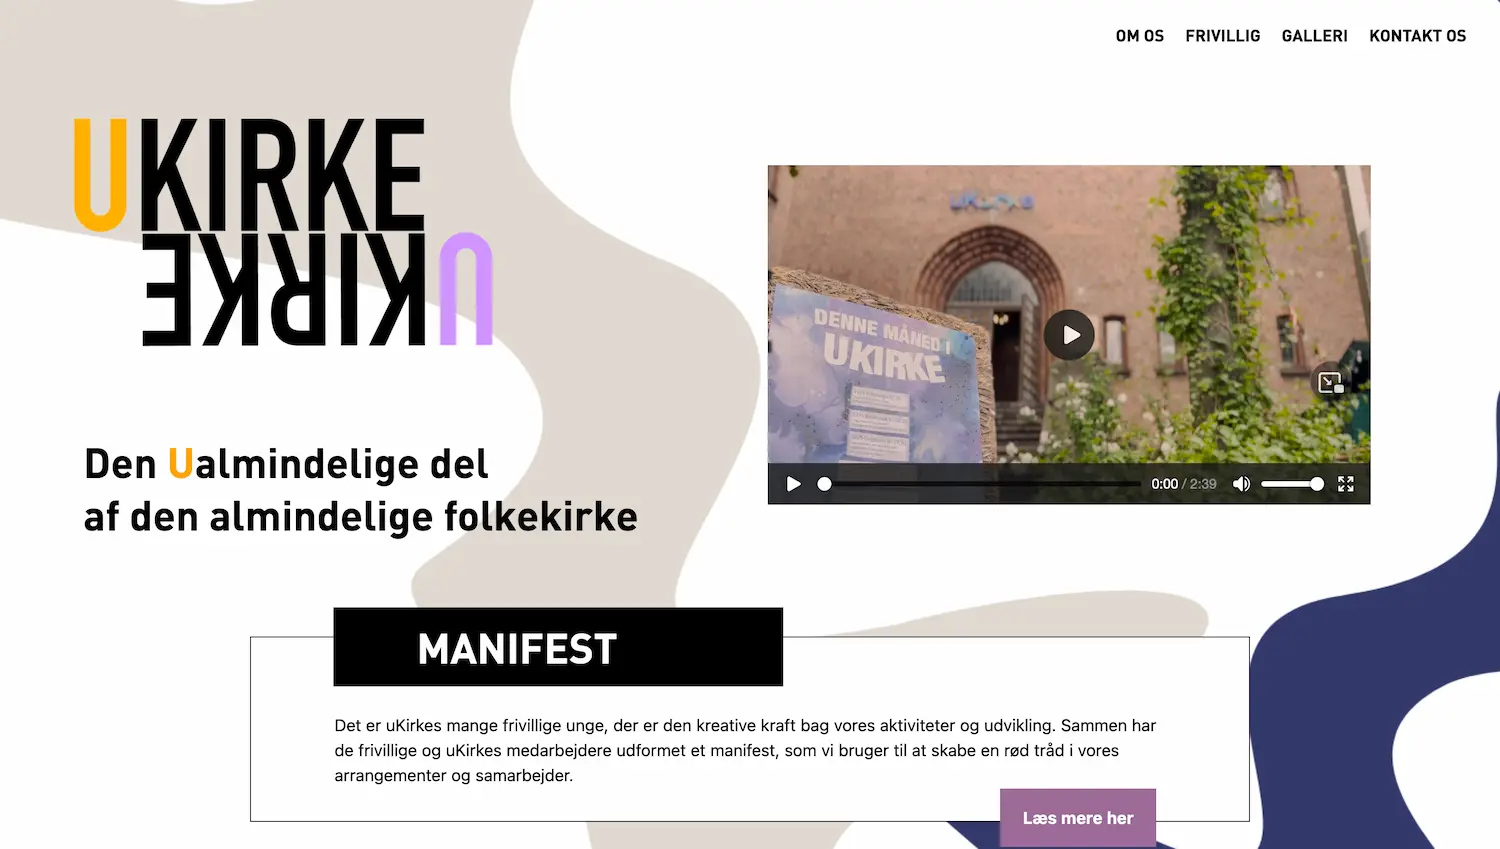 OM OS FRIVILLIG GALLERI KONTAKT OS
UKIRKE
UKIRKE
Den Ualmindelige del
af den almindelige folkekirke
UKIRKE
DENNE MÅNED I
UKIRKE
0:00 / 2:39
MANIFEST
Det er uKirkes mange frivillige unge, der er den kreative kraft bag vores aktiviteter og udvikling. Sammen har
de frivillige og uKirkes medarbejdere udformet et manifest, som vi bruger til at skabe en rød tråd i vores
arrangementer og samarbejder.
Læs mere her